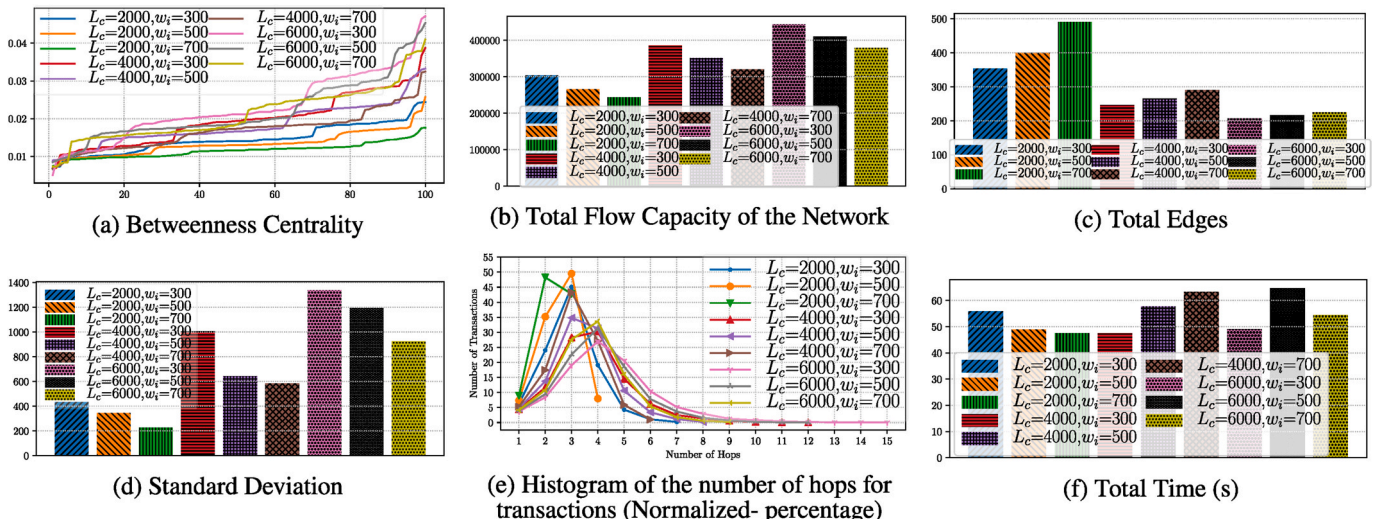 L_c=2000,w_i=300
L_c=2000,w_i=500
L_c=2000,w_i=700
L_c=4000,w_i=300
L_c=4000,w_i=500
L_c=4000,w_i=700
L_c=6000,w_i=300
L_c=6000,w_i=500
L_c=6000,w_i=700
0.04
0.03
0.02
0.01
0 20 40 60 80 100
(a) Betweenness Centrality
400000
300000
200000
100000
0
L_c=2000,w_i=300
L_c=2000,w_i=500
L_c=2000,w_i=700
L_c=4000,w_i=300
L_c=4000,w_i=500
L_c=4000,w_i=700
L_c=6000,w_i=300
L_c=6000,w_i=500
L_c=6000,w_i=700
(b) Total Flow Capacity of the Network
500
400
300
200
100
0
L_c=2000,w_i=300
L_c=2000,w_i=500
L_c=2000,w_i=700
L_c=4000,w_i=300
L_c=4000,w_i=500
L_c=4000,w_i=700
L_c=6000,w_i=300
L_c=6000,w_i=500
L_c=6000,w_i=700
(c) Total Edges
1400
1200
1000
800
600
400
200
0
L_c=2000,w_i=300
L_c=2000,w_i=500
L_c=2000,w_i=700
L_c=4000,w_i=300
L_c=4000,w_i=500
L_c=4000,w_i=700
L_c=6000,w_i=300
L_c=6000,w_i=500
L_c=6000,w_i=700
(d) Standard Deviation
Number of Transactions
55
50
45
40
35
30
25
20
15
10
5
0
L_c=2000,w_i=300
L_c=2000,w_i=500
L_c=2000,w_i=700
L_c=4000,w_i=300
L_c=4000,w_i=500
L_c=4000,w_i=700
L_c=6000,w_i=300
L_c=6000,w_i=500
L_c=6000,w_i=700
1 2 3 4 5 6 7 8 9 10 11 12 13 14 15
Number of Hops
(e) Histogram of the number of hops for
transactions (Normalized- percentage)
60
50
40
30
20
10
0
L_c=2000,w_i=300
L_c=2000,w_i=500
L_c=2000,w_i=700
L_c=4000,w_i=300
L_c=4000,w_i=500
L_c=4000,w_i=700
L_c=6000,w_i=300
L_c=6000,w_i=500
L_c=6000,w_i=700
(f) Total Time (s)